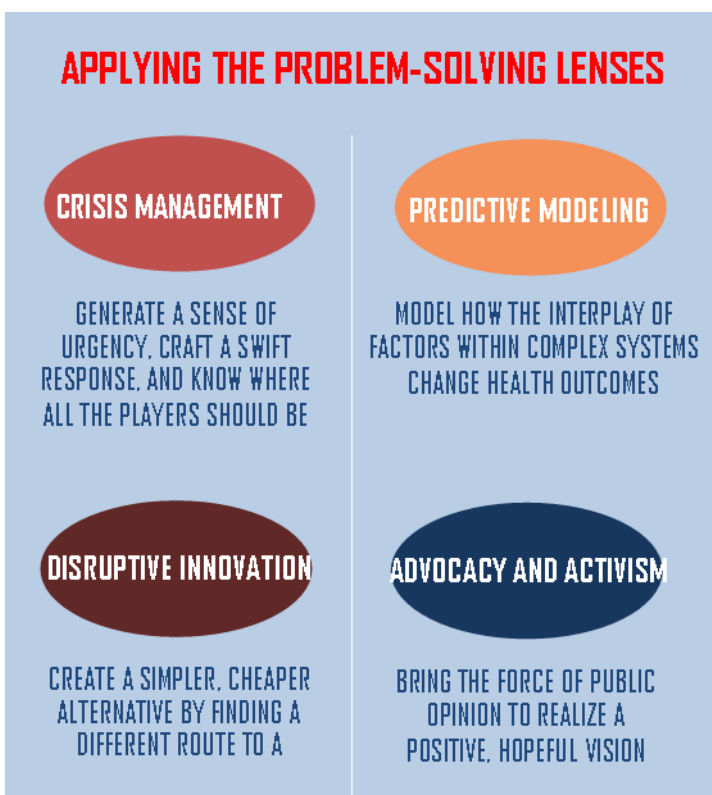 APPLYING THE PROBLEM-SOLVING LENSES
CRISIS MANAGEMENT
GENERATE A SENSE OF
URGENCY, CRAFT A SWIFT
RESPONSE, AND KNOW WHERE
ALL THE PLAYERS SHOULD BE
PREDICTIVE MODELING
MODEL HOW THE INTERPLAY OF
FACTORS WITHIN COMPLEX SYSTEMS
CHANGE HEALTH OUTCOMES
DISRUPTIVE INNOVATION
CREATE A SIMPLER, CHEAPER
ALTERNATIVE BY FINDING A
DIFFERENT ROUTE TO A
ADVOCACY AND ACTIVISM
BRING THE FORCE OF PUBLIC
OPINION TO REALIZE A
POSITIVE, HOPEFUL VISION